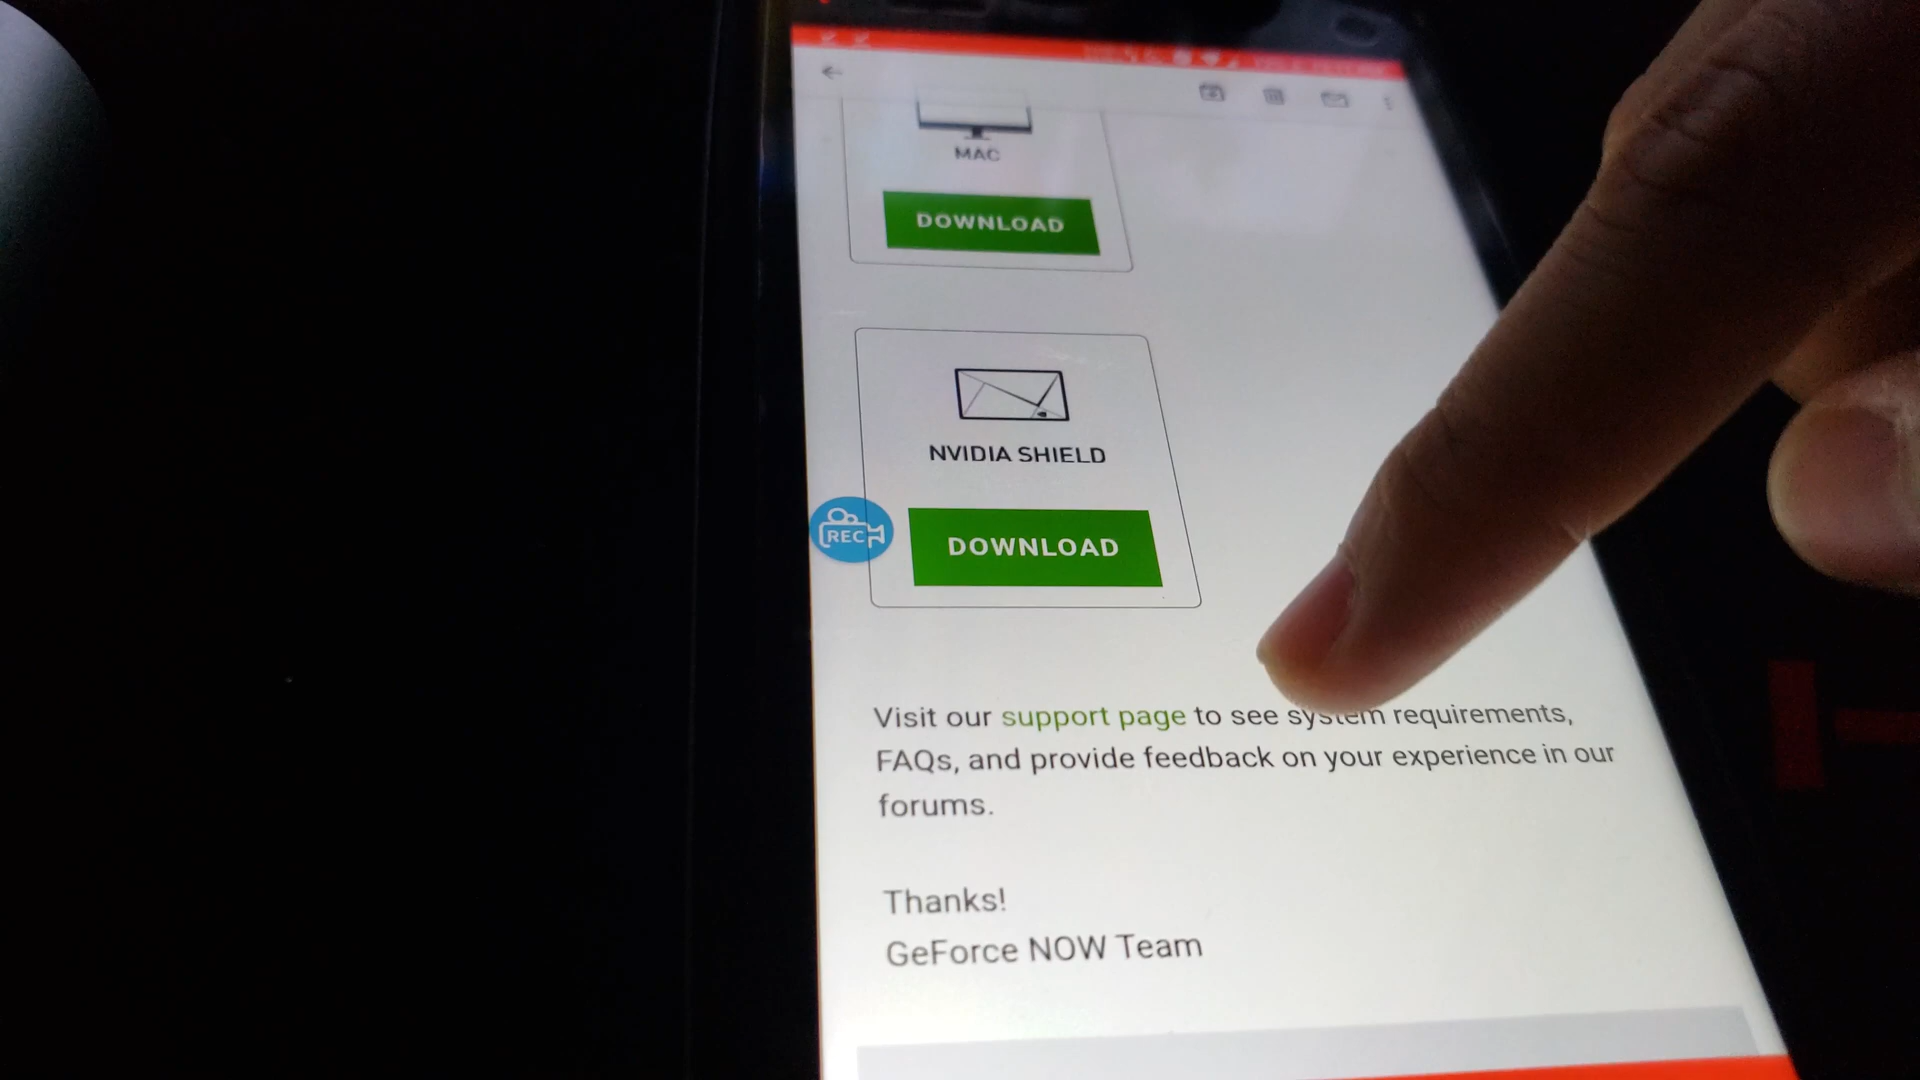 MAC
DOWNLOAD
NVIDIA SHIELD
REC
DOWNLOAD
Visit our support page to see system requirements,
FAQs, and provide feedback on your experience in our
forums.
Thanks!
GeForce NOW Team